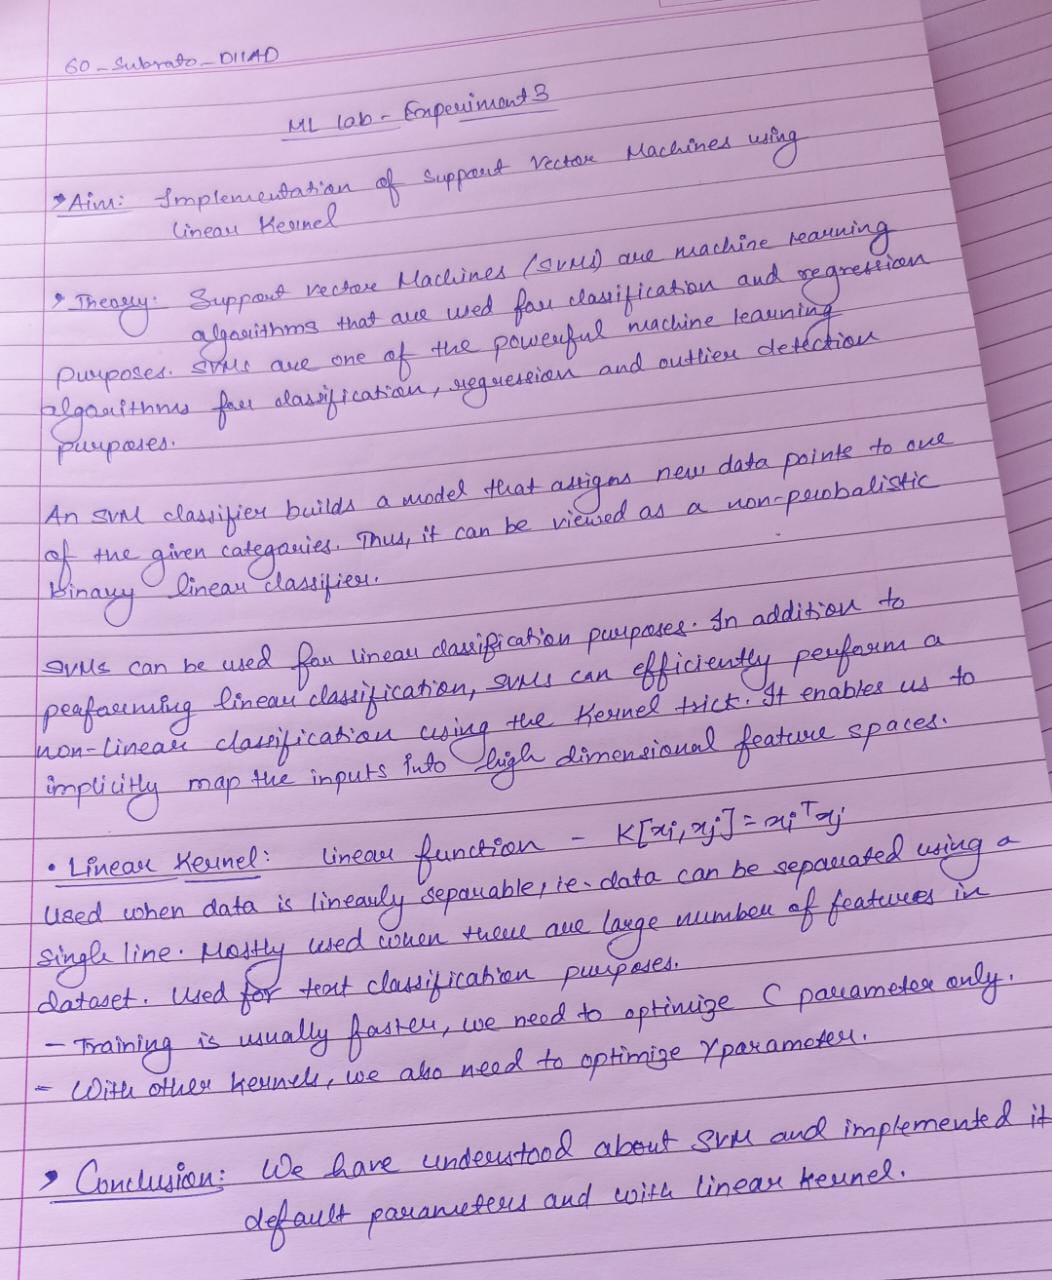 60-Subrato-D11AD
ML lab - Experiment 3
Aim: Implementation of Support Vector Machines using
Linear Kernel
Theory: Support Vector Machines (SVMs) are machine learning
algorithms that are used for classification and regression
purposes. SVMs are one of the powerful machine learning
algorithms for classification, regression and outlier detection
purposes.
An SVM classifier builds a model that assigns new data points to one
of the given categories. Thus, it can be viewed as a non-probalistic
binary linear classifier.
SVMs can be used for linear classification purposes. In addition to
performing linear classification, SVMs can efficiently perform a
non-linear classification using the Kernel trick. It enables us to
implicitly map the inputs into high dimensional feature spaces.
• Linear Kernel: Linear function - K[xi, xj] = xiᵀxj
Used when data is linearly separable, ie. data can be separated using a
single line. Mostly used when there are large number of features in
dataset. Used for text classification purposes.
- Training is usually faster, we need to optimize C parameter only.
- With other kernels, we also need to optimize γ parameter.
Conclusion: We have understood about SVM and implemented it
default parameters and with linear kernel.